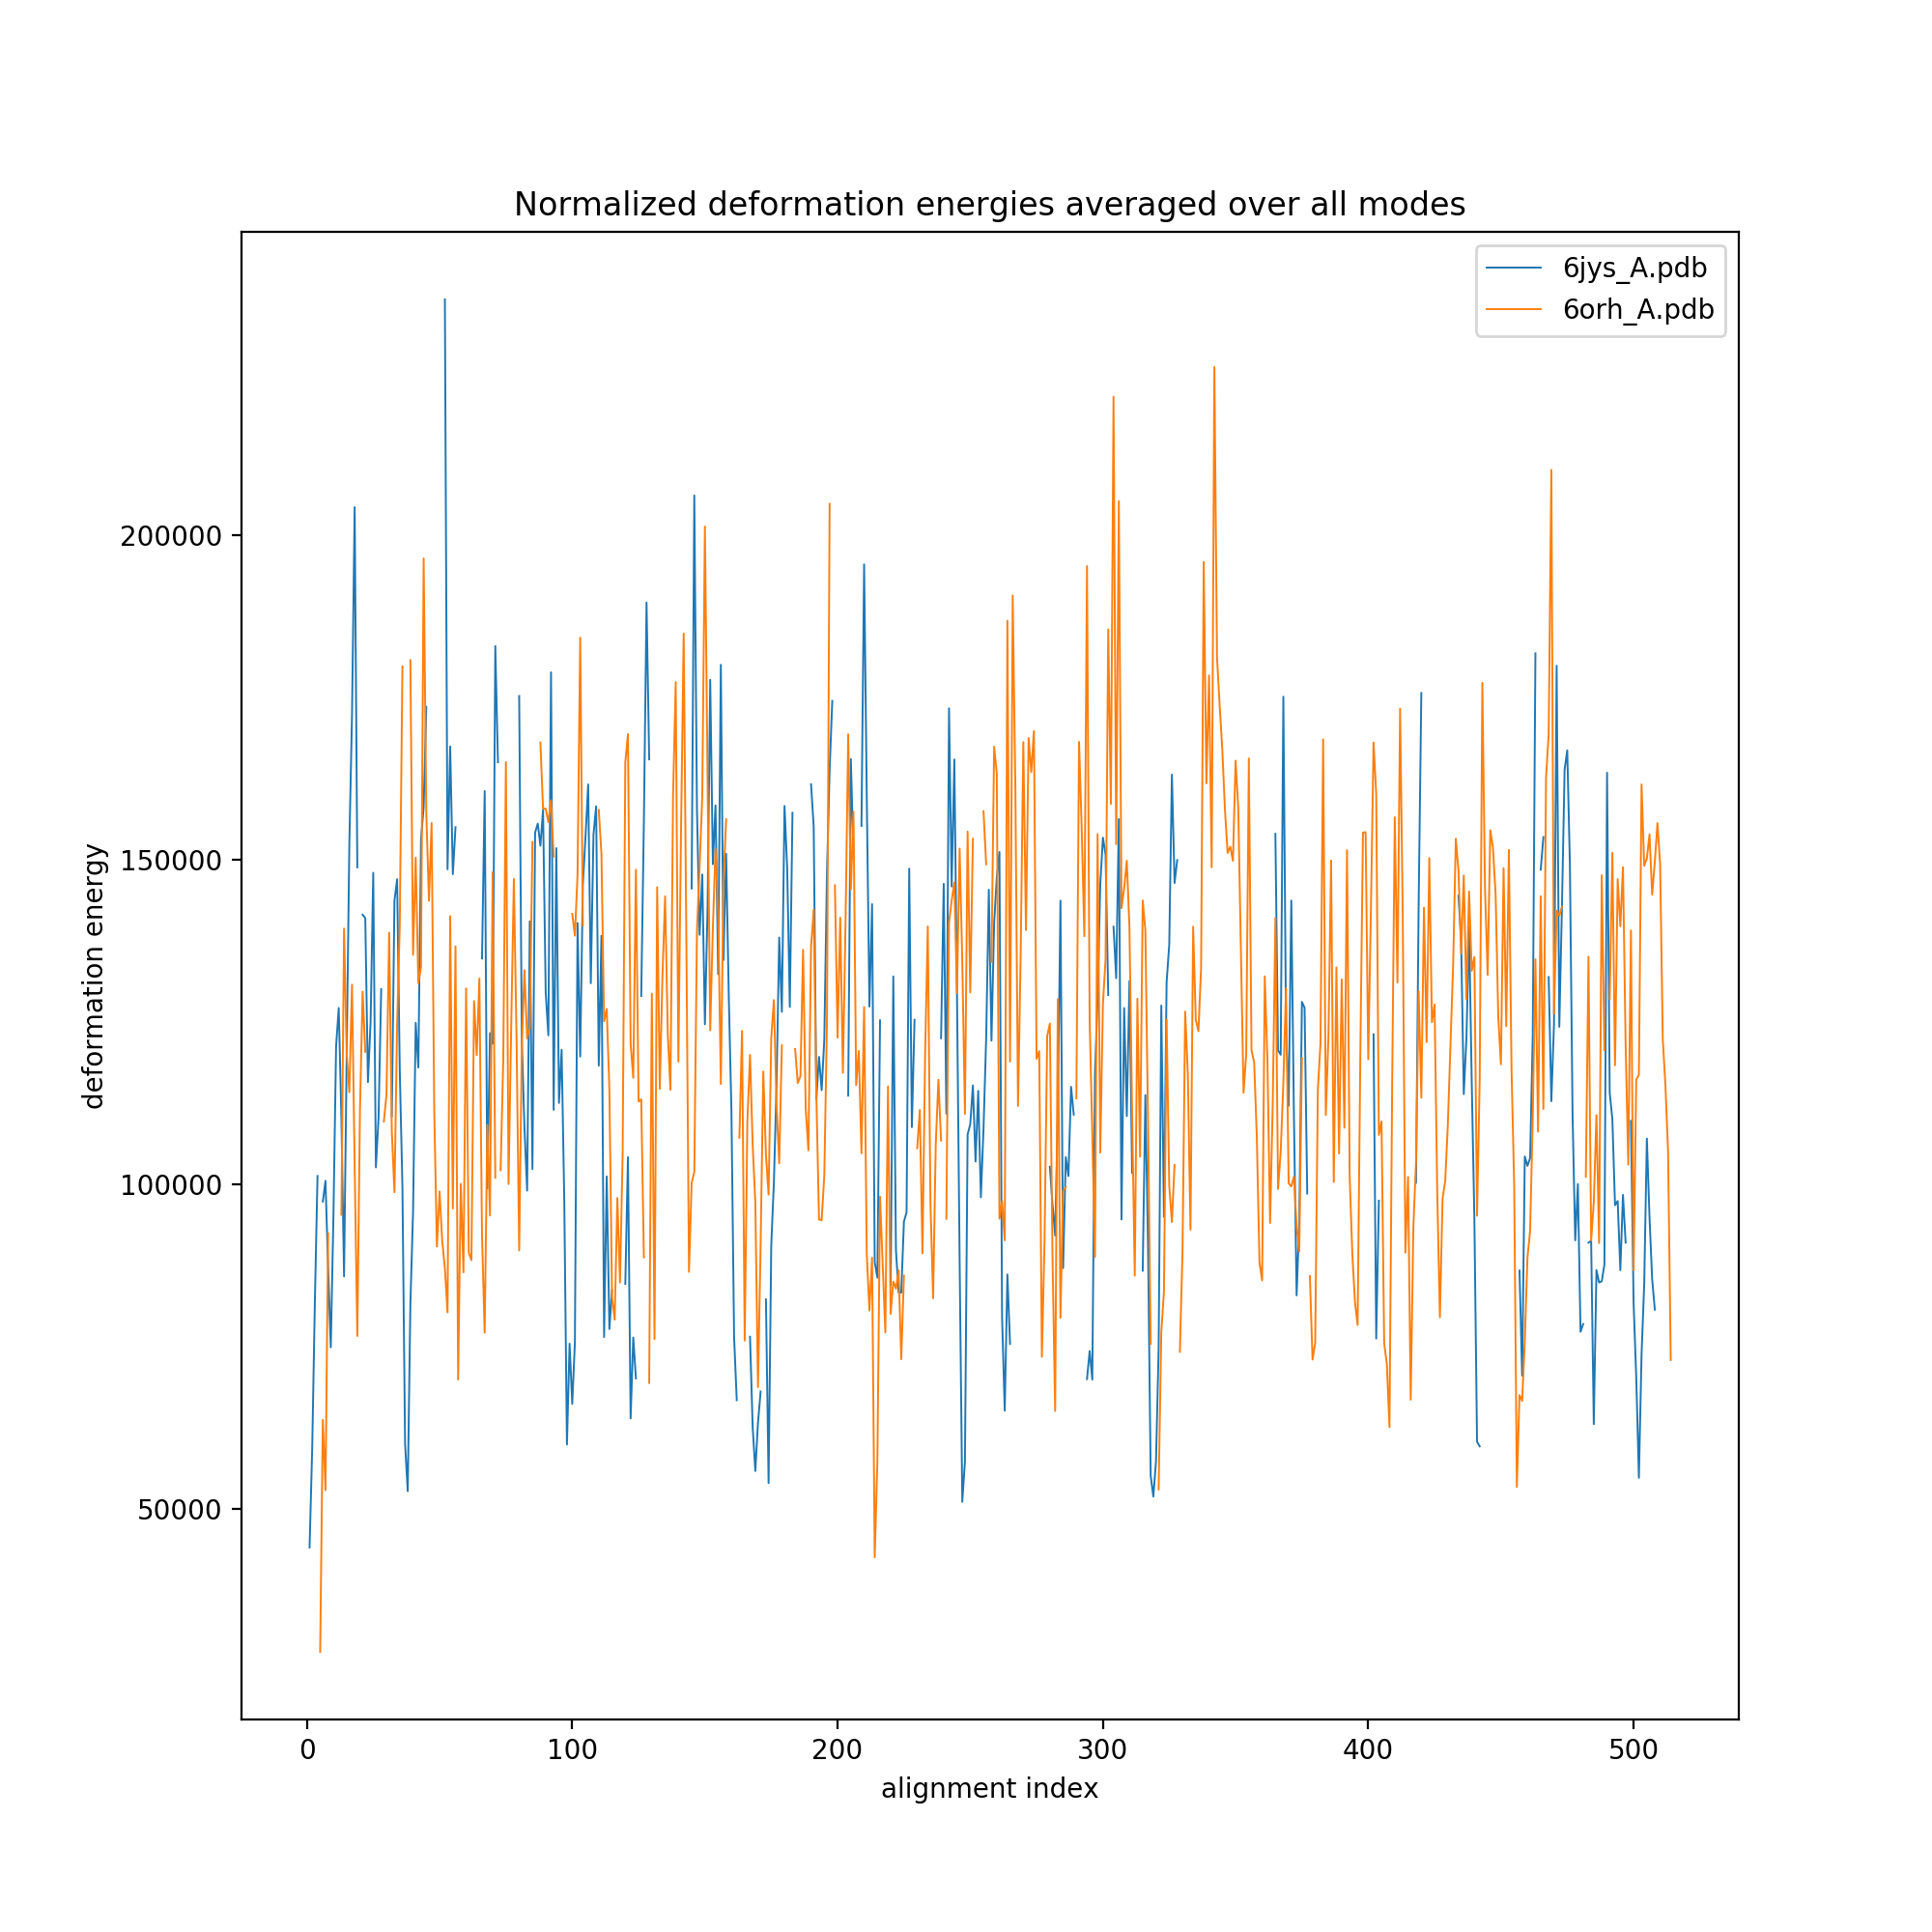 Normalized deformation energies averaged over all modes
6jys_A.pdb
6orh_A.pdb
deformation energy
200000
150000
100000
50000
0 100 200 300 400 500
alignment index